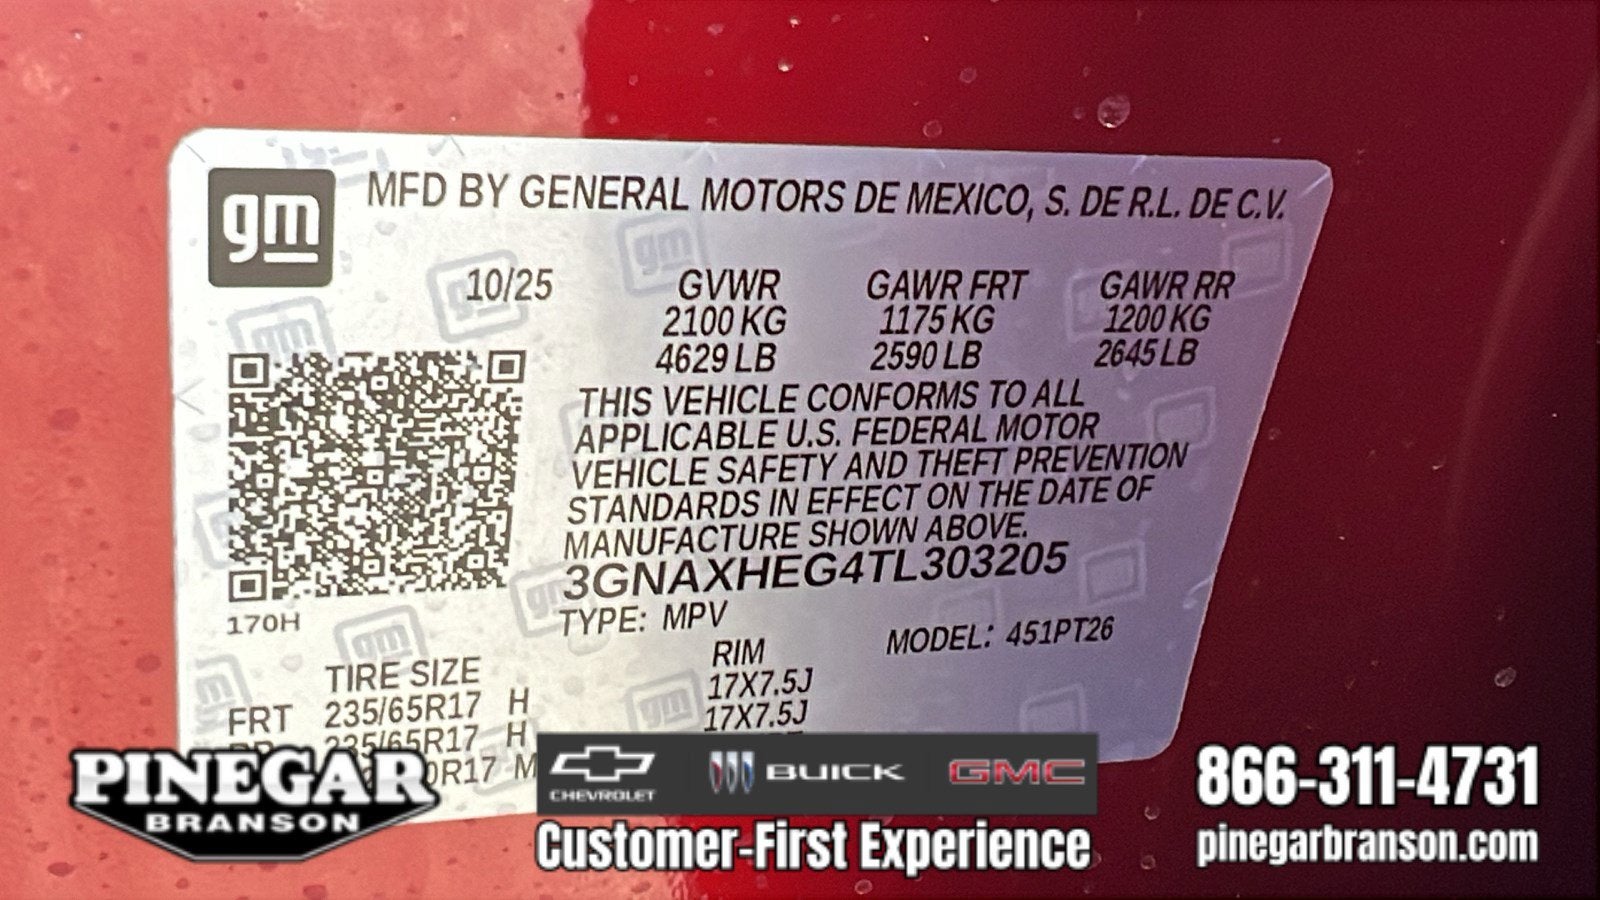 gm MFD BY GENERAL MOTORS DE MEXICO, S. DE R.L. DE C.V.
10/25 GVWR GAWR FRT GAWR RR
2100 KG 1175 KG 1200 KG
4629 LB 2590 LB 2645 LB
THIS VEHICLE CONFORMS TO ALL
APPLICABLE U.S. FEDERAL MOTOR
VEHICLE SAFETY AND THEFT PREVENTION
STANDARDS IN EFFECT ON THE DATE OF
MANUFACTURE SHOWN ABOVE.
3GNAXHEG4TL303205
170H TYPE: MPV MODEL: 451PT26
TIRE SIZE RIM
FRT 235/65R17 H 17X7.5J
235/65R17 H 17X7.5J
PINEGAR
BRANSON
CHEVROLET BUICK GMC
Customer-First Experience
866-311-4731
pinegarbranson.com